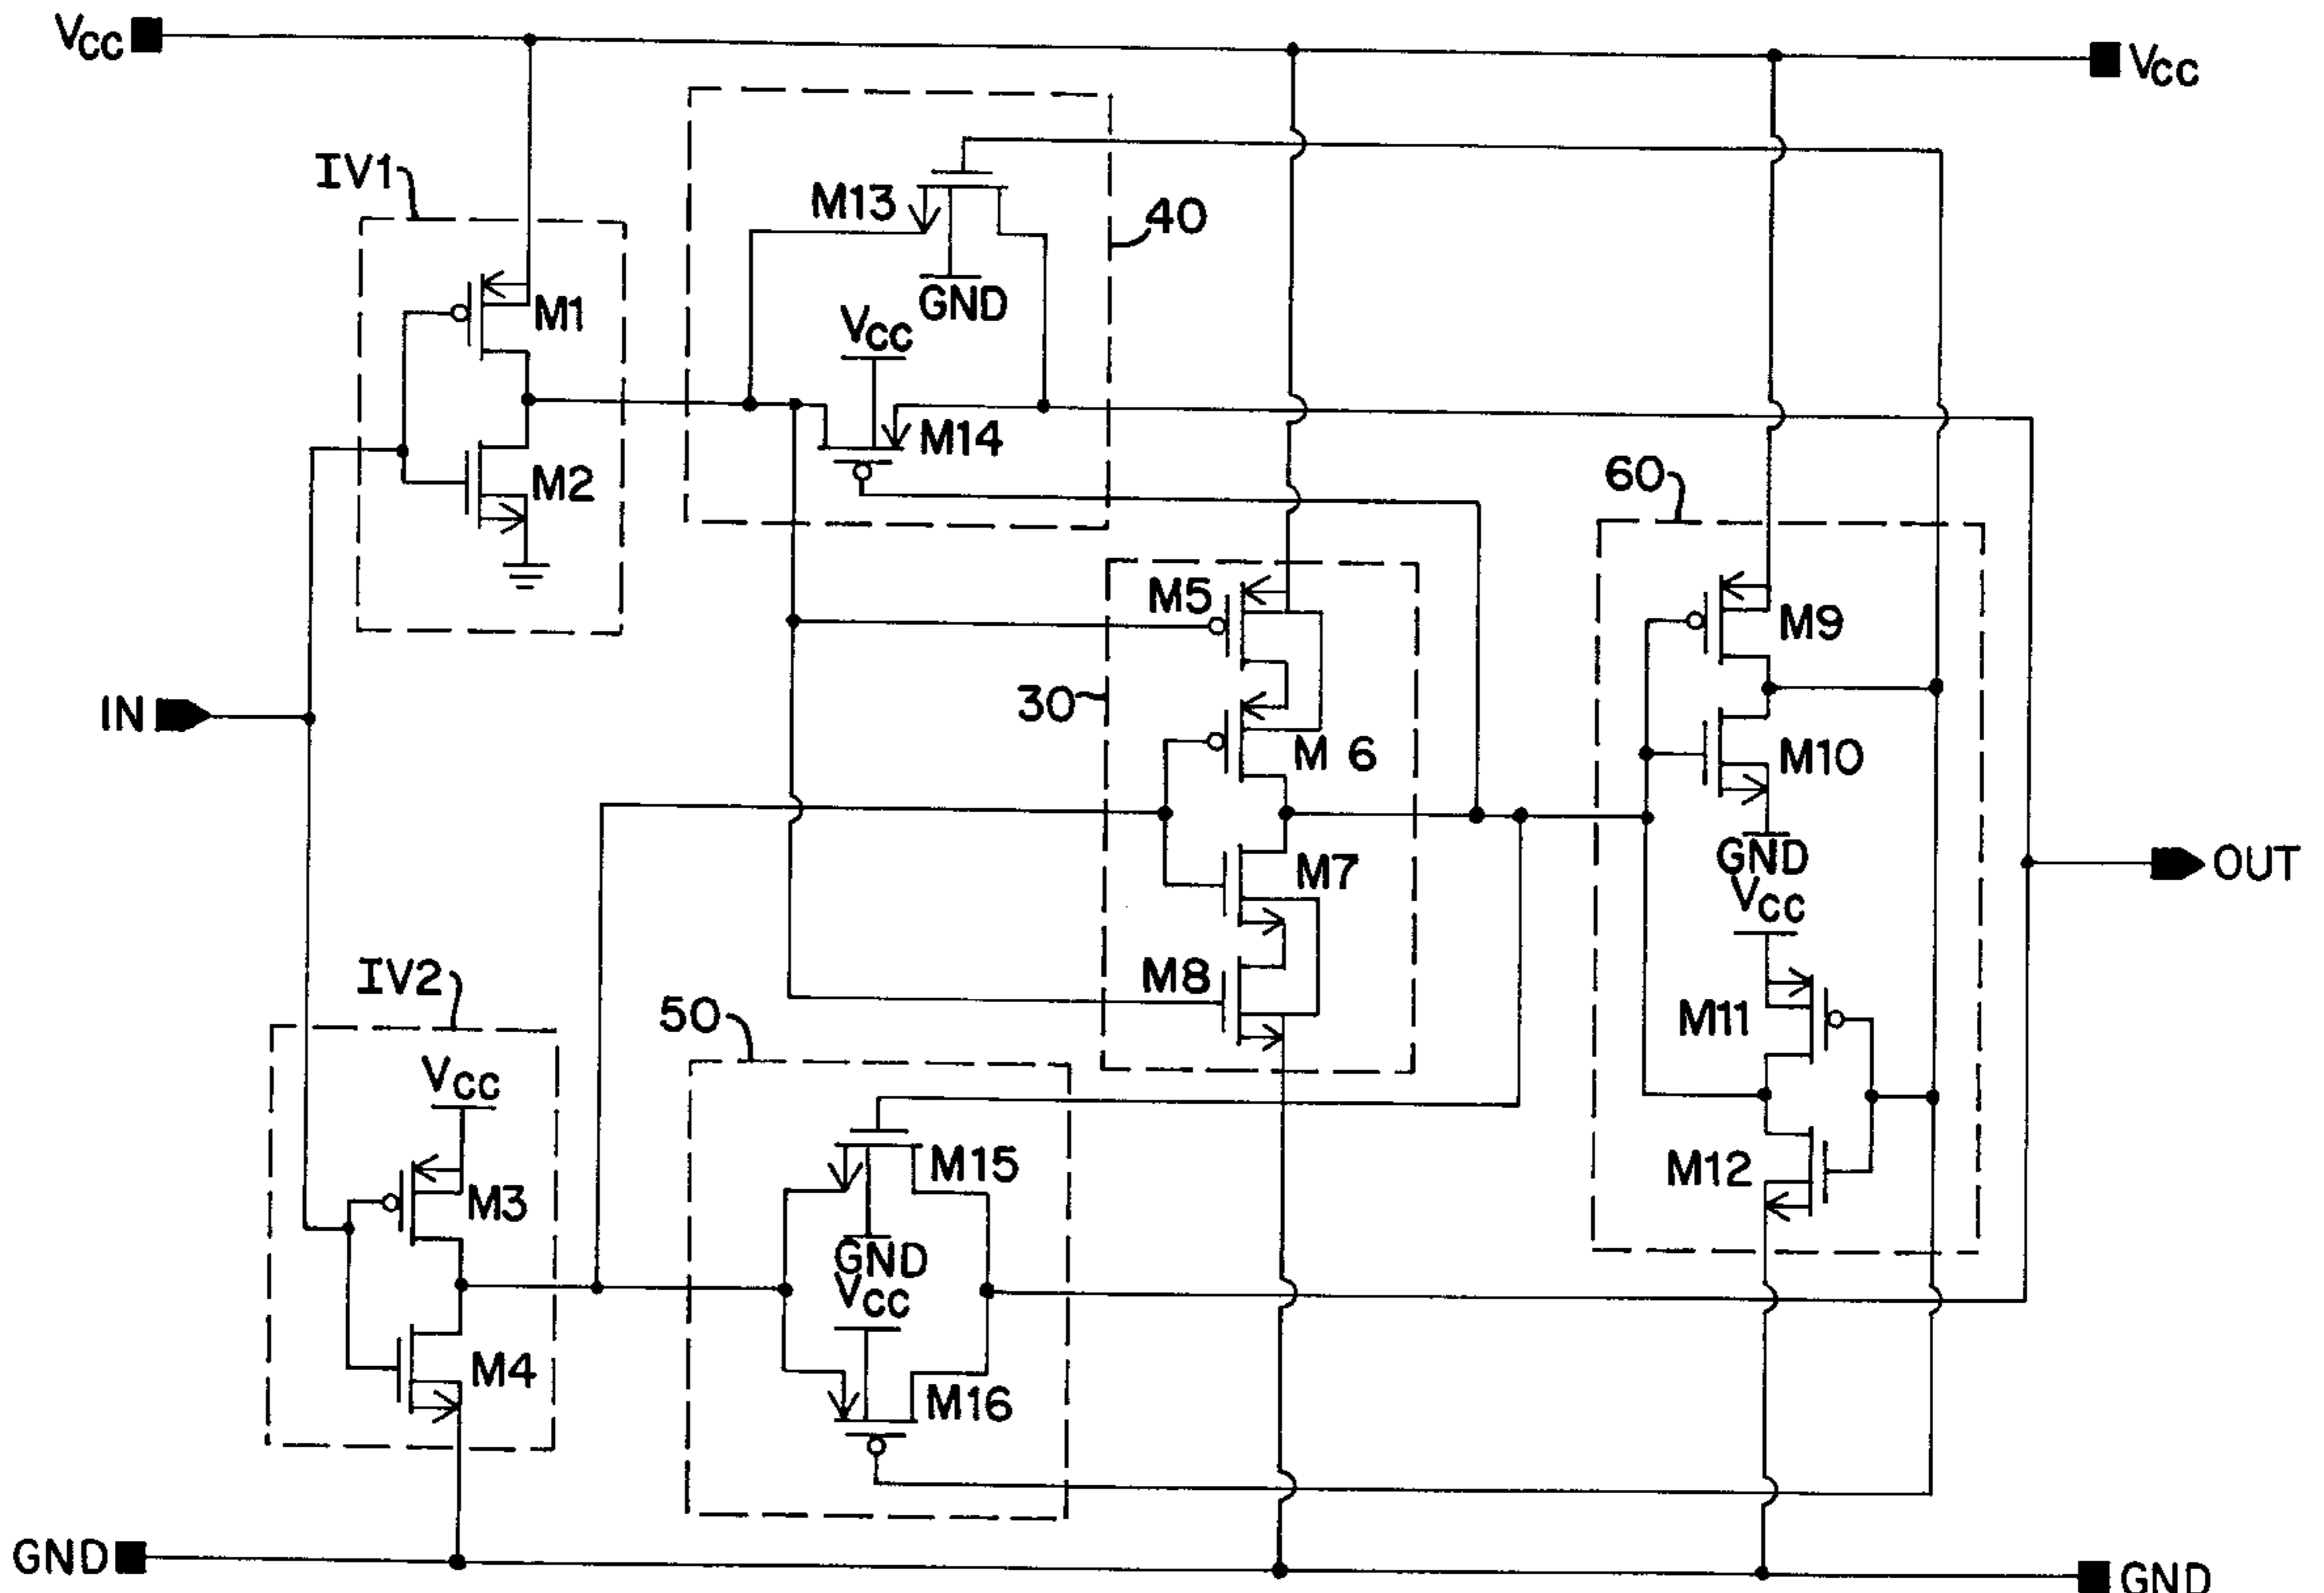 VCC
VCC
IV1
M13
40
GND
M1
VCC
M14
M2
60
M5
M9
30
IN
M 6
M10
GND
M7
OUT
VCC
IV2
M8
50
M11
VCC
M15
M12
M3
GND
VCC
M4
M16
GND
GND